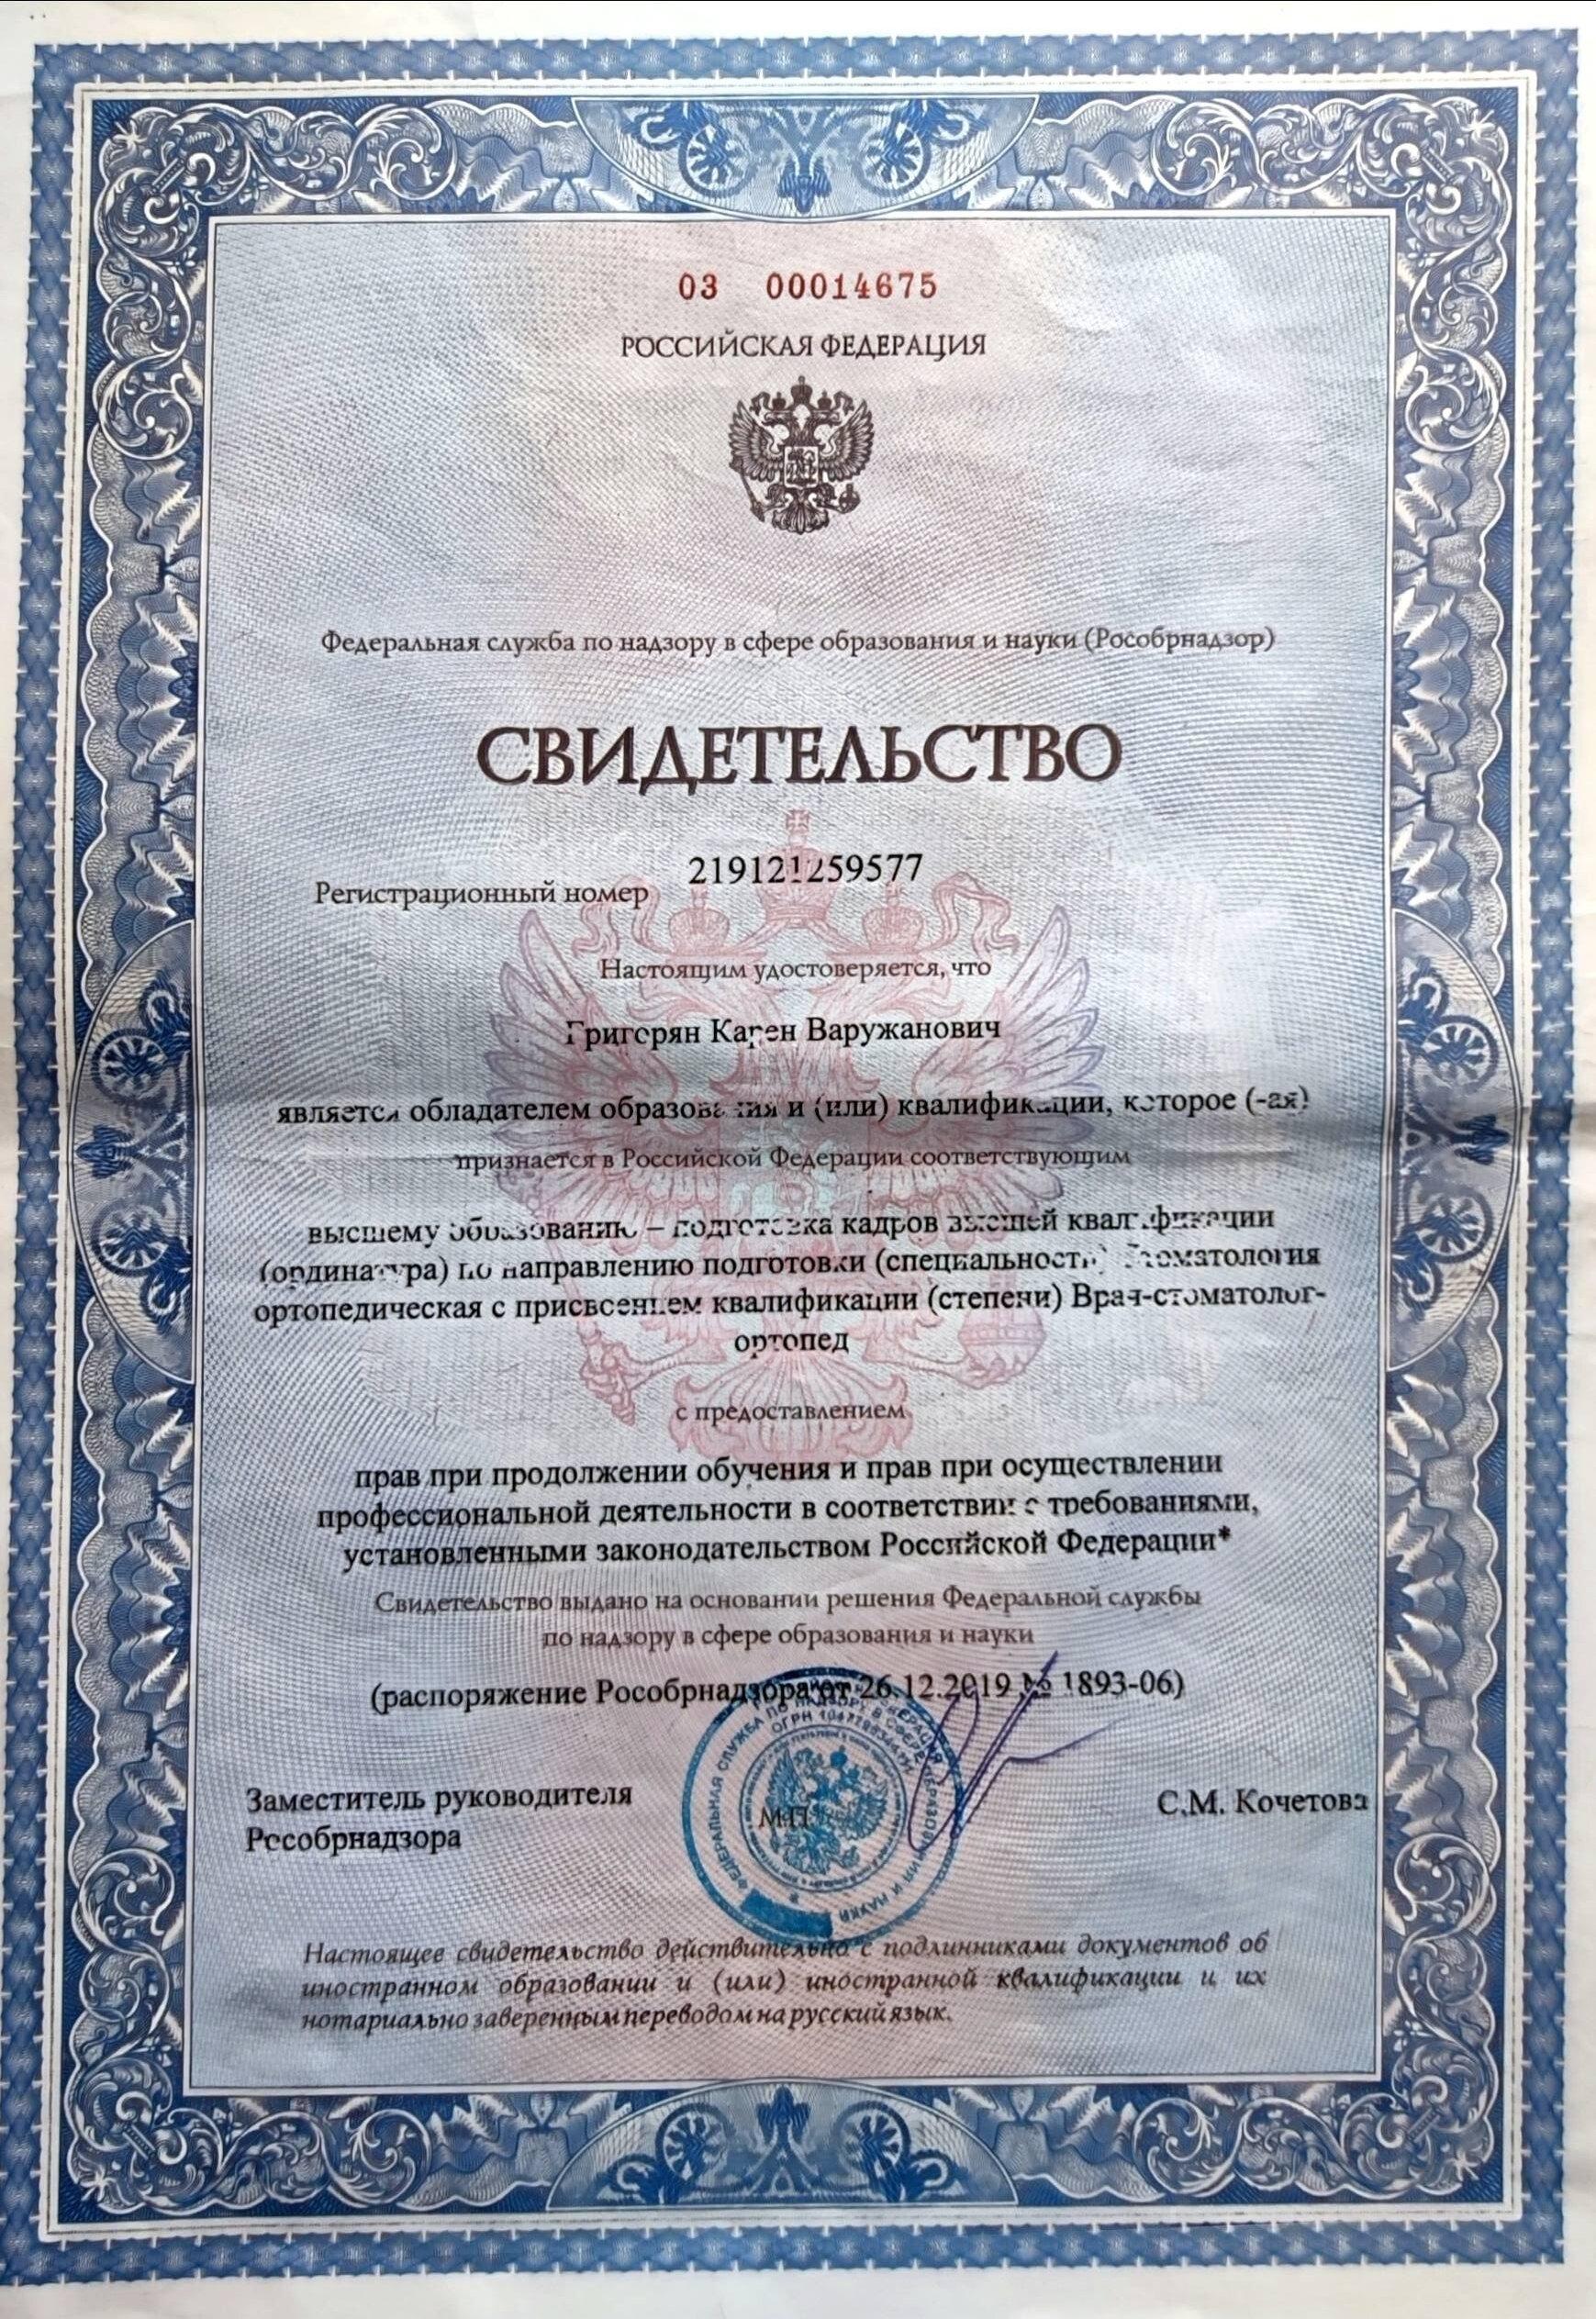 03 00014675
РОССИЙСКАЯ ФЕДЕРАЦИЯ
Федеральная служба по надзору в сфере образования и науки (Рособрнадзор)
СВИДЕТЕЛЬСТВО
219121259577
Регистрационный номер
Настоящим удостоверяется, что
Григорян Карен Варужанович
является обладателем образования и (или) квалификации, которое (-ая)
признается в Российской Федерации соответствующим
высшему образованию – подготовка кадров высшей квалификации
(ординатура) по направлению подготовки (специальности) Стоматология
ортопедическая с присвоением квалификации (степени) Врач-стоматолог-
ортопед
с предоставлением
прав при продолжении обучения и прав при осуществлении
профессиональной деятельности в соответствии с требованиями,
установленными законодательством Российской Федерации*
Свидетельство выдано на основании решения Федеральной службы
по надзору в сфере образования и науки
(распоряжение Рособрнадзора от 26.12.2019 № 1893-06)
Заместитель руководителя
Рособрнадзора
М.П.
С.М. Кочетова
Настоящее свидетельство действительно с подлинниками документов об
иностранном образовании и (или) иностранной квалификации и их
нотариально заверенным переводом на русский язык.